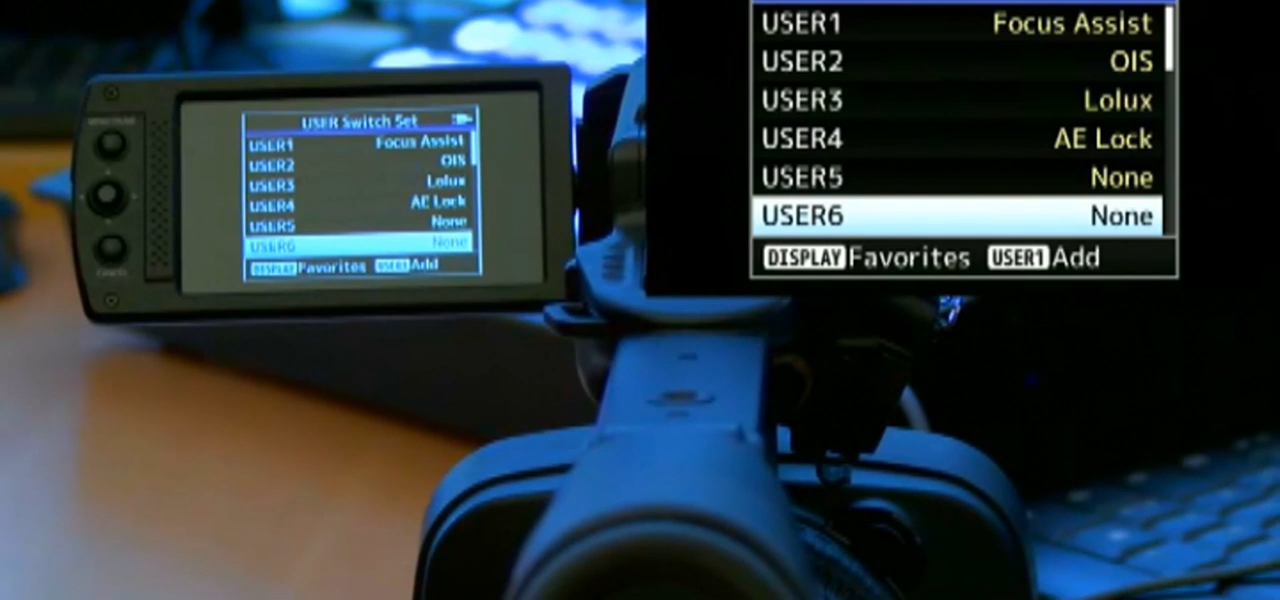 USER Switch Set
USER1 Focus Assist
USER2 OIS
USER3 Lolux
USER4 AE Lock
USER5 None
USER6 None
DISPLAY Favorites USER1 Add
USER1 Focus Assist
USER2 OIS
USER3 Lolux
USER4 AE Lock
USER5 None
USER6 None
DISPLAY Favorites USER1 Add